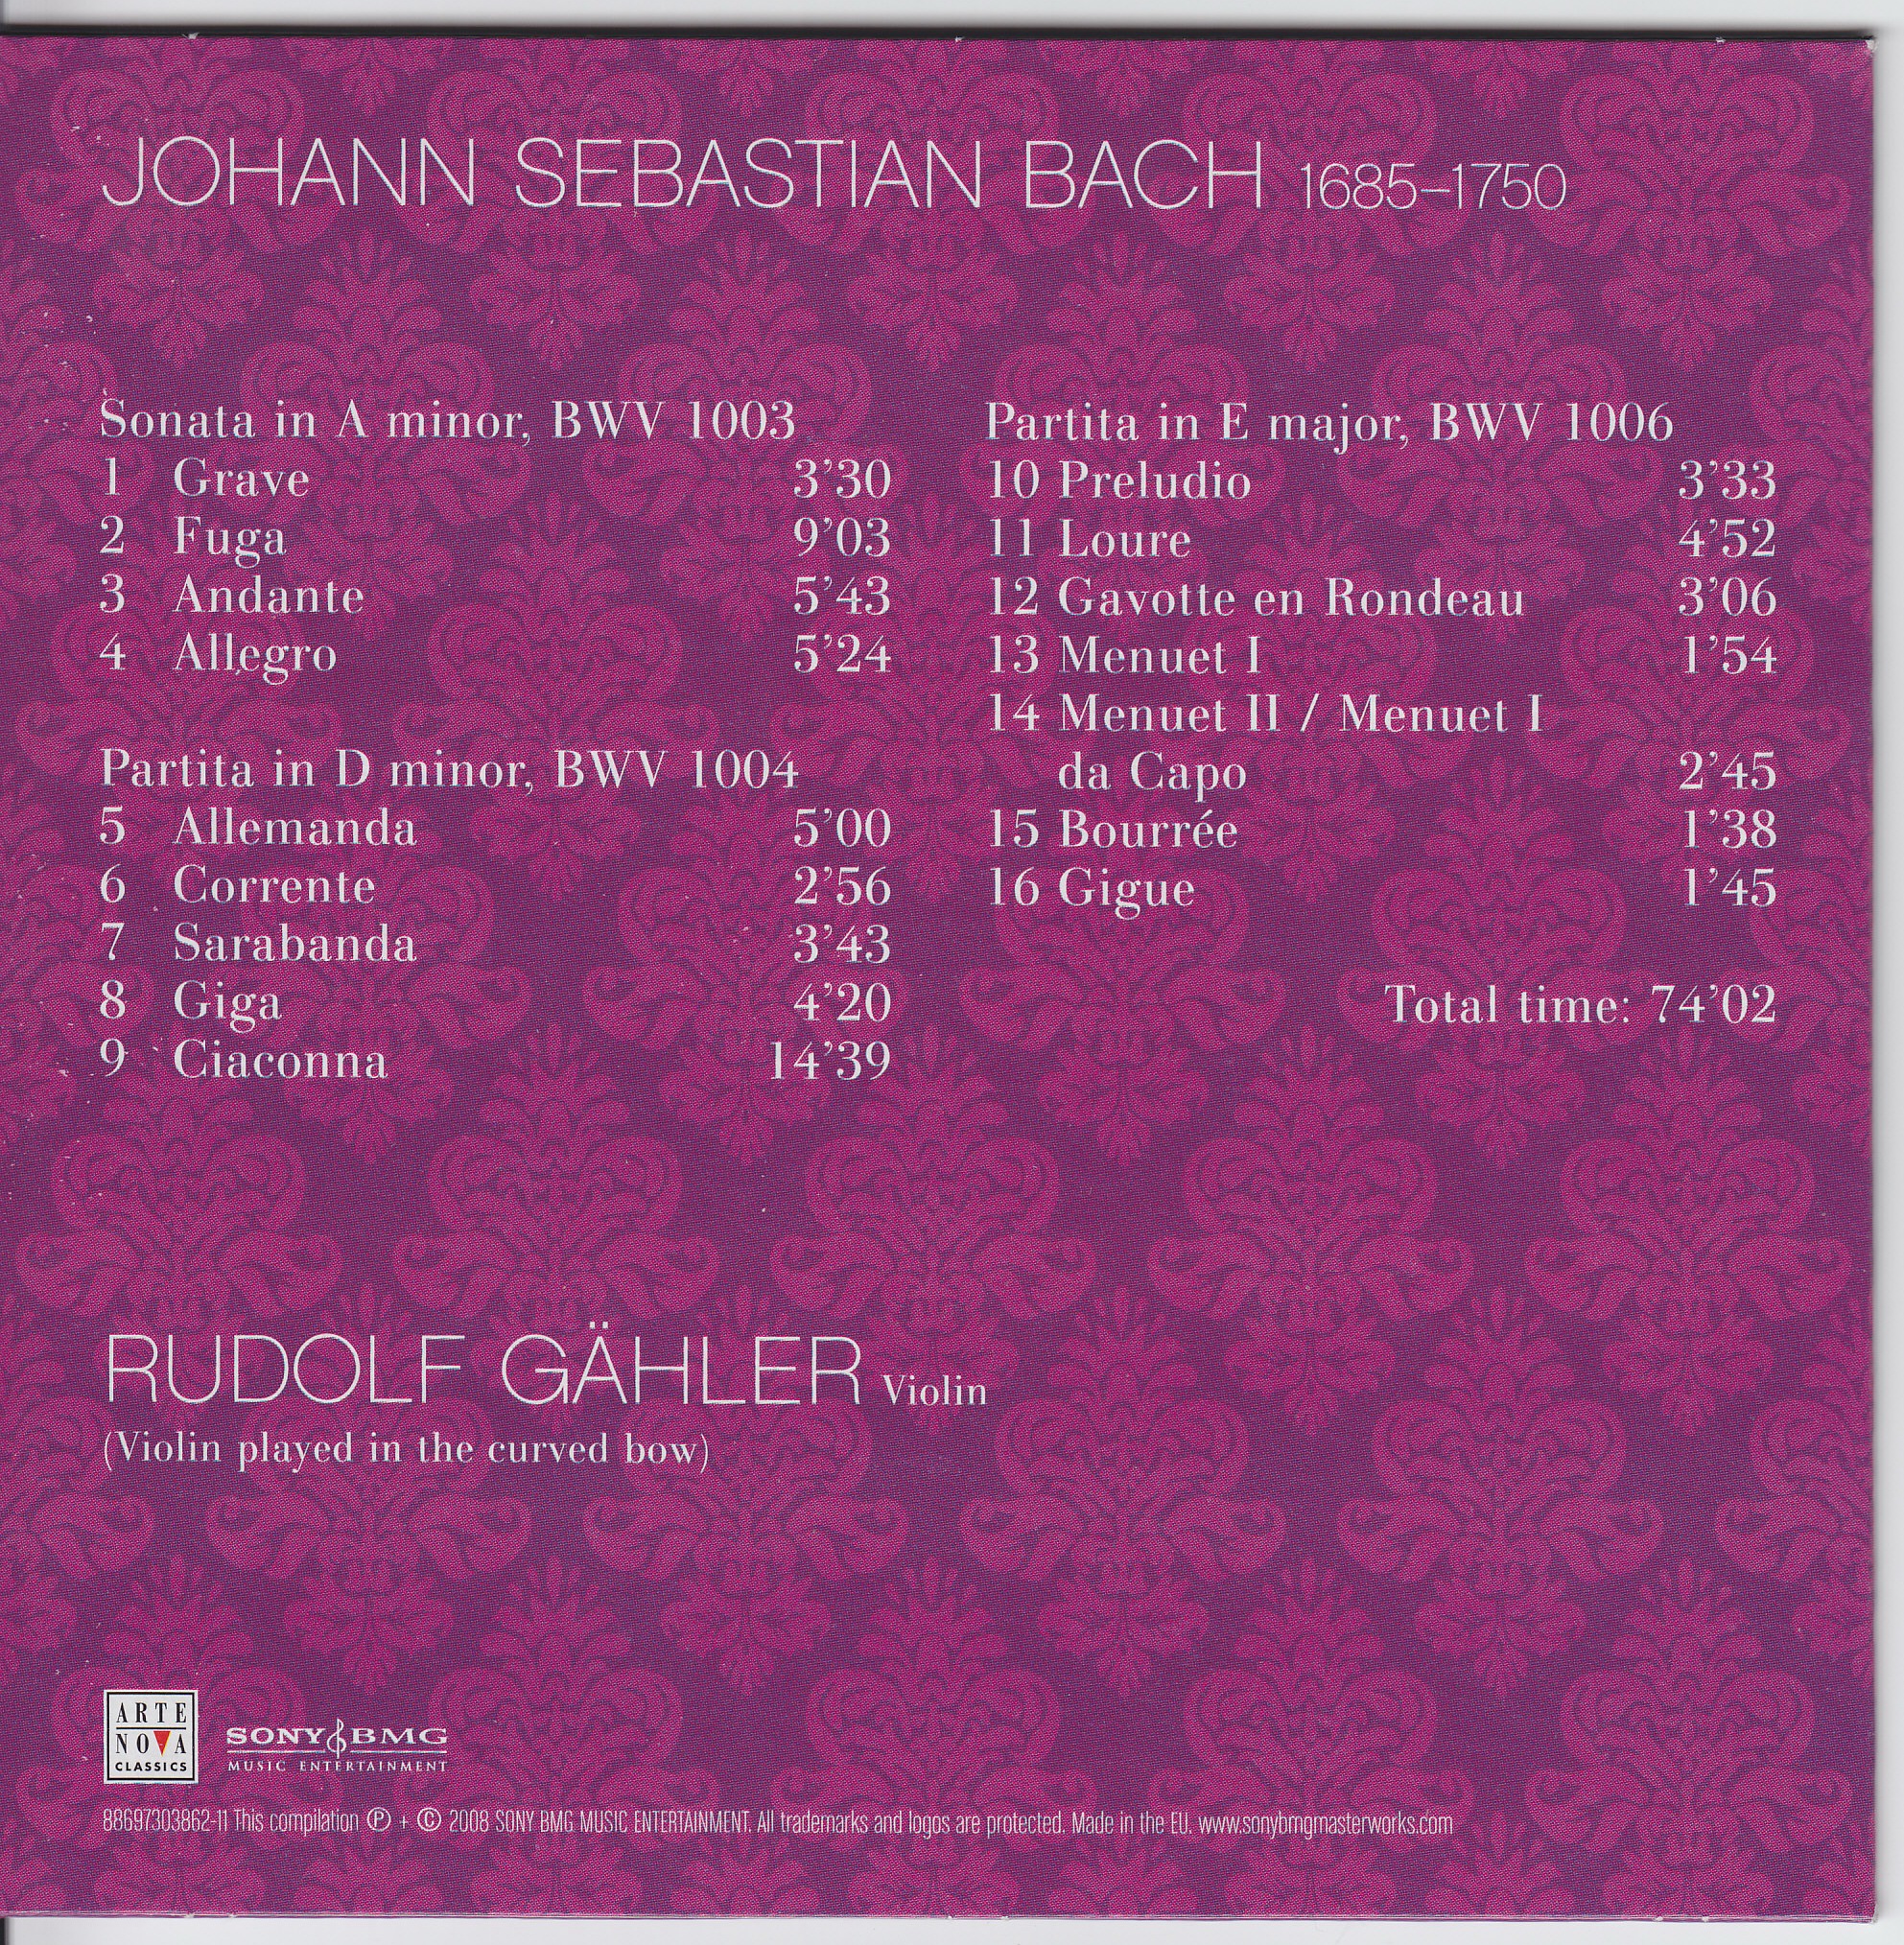 JOHANN SEBASTIAN BACH 1685–1750
Sonata in A minor, BWV 1003
1 Grave 3’30
2 Fuga 9’03
3 Andante 5’43
4 Allegro 5’24
Partita in D minor, BWV 1004
5 Allemanda 5’00
6 Corrente 2’56
7 Sarabanda 3’43
8 Giga 4’20
9 Ciaconna 14’39
Partita in E major, BWV 1006
10 Preludio 3’33
11 Loure 4’52
12 Gavotte en Rondeau 3’06
13 Menuet I 1’54
14 Menuet II / Menuet I
da Capo 2’45
15 Bourrée 1’38
16 Gigue 1’45
Total time: 74’02
RUDOLF GÄHLER Violin
(Violin played in the curved bow)
ARTE
NOVA
CLASSICS
SONY BMG
MUSIC ENTERTAINMENT
88697303862-11 This compilation ℗ + © 2008 SONY BMG MUSIC ENTERTAINMENT. All trademarks and logos are protected. Made in the EU. www.sonybmgmasterworks.com